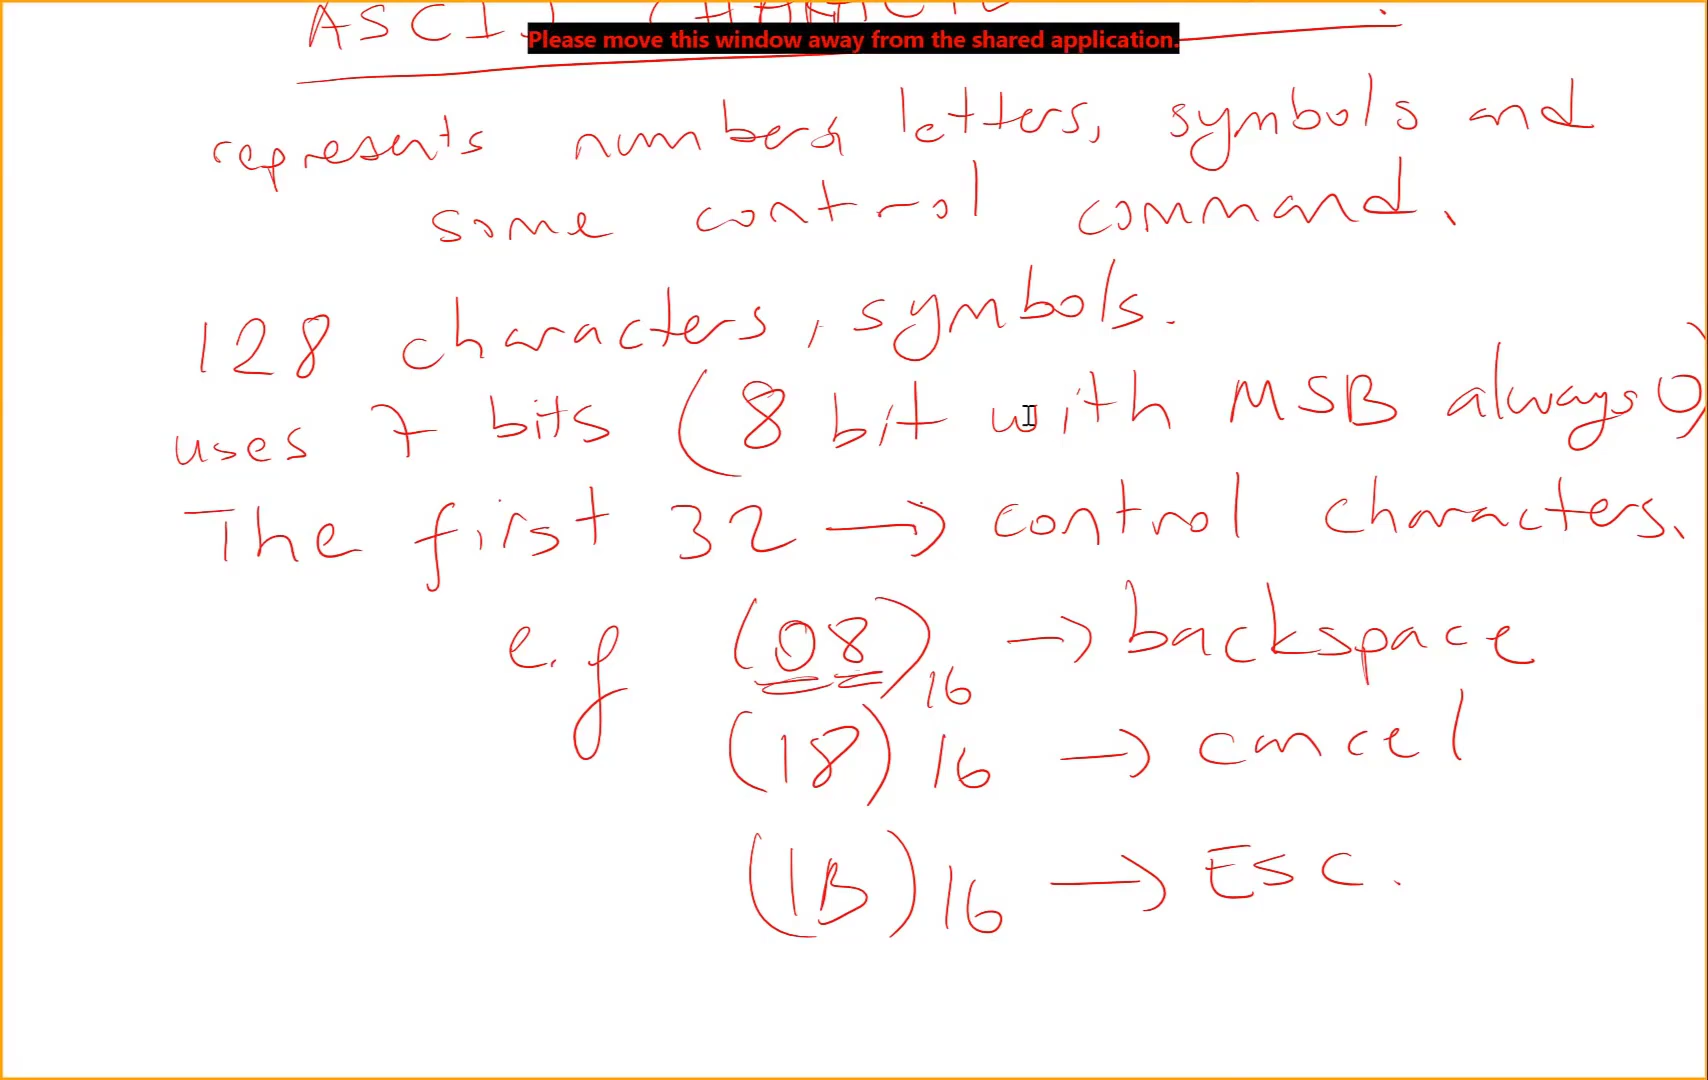 ASCII
Please move this window away from the shared application.
represents numbers letters, symbols and
some control command.
128 characters, symbols.
uses 7 bits (8 bit with MSB always 0)
The first 32 → control characters.
e.g (08)16 → backspace
(18)16 → cancel
(1B)16 → ESC.